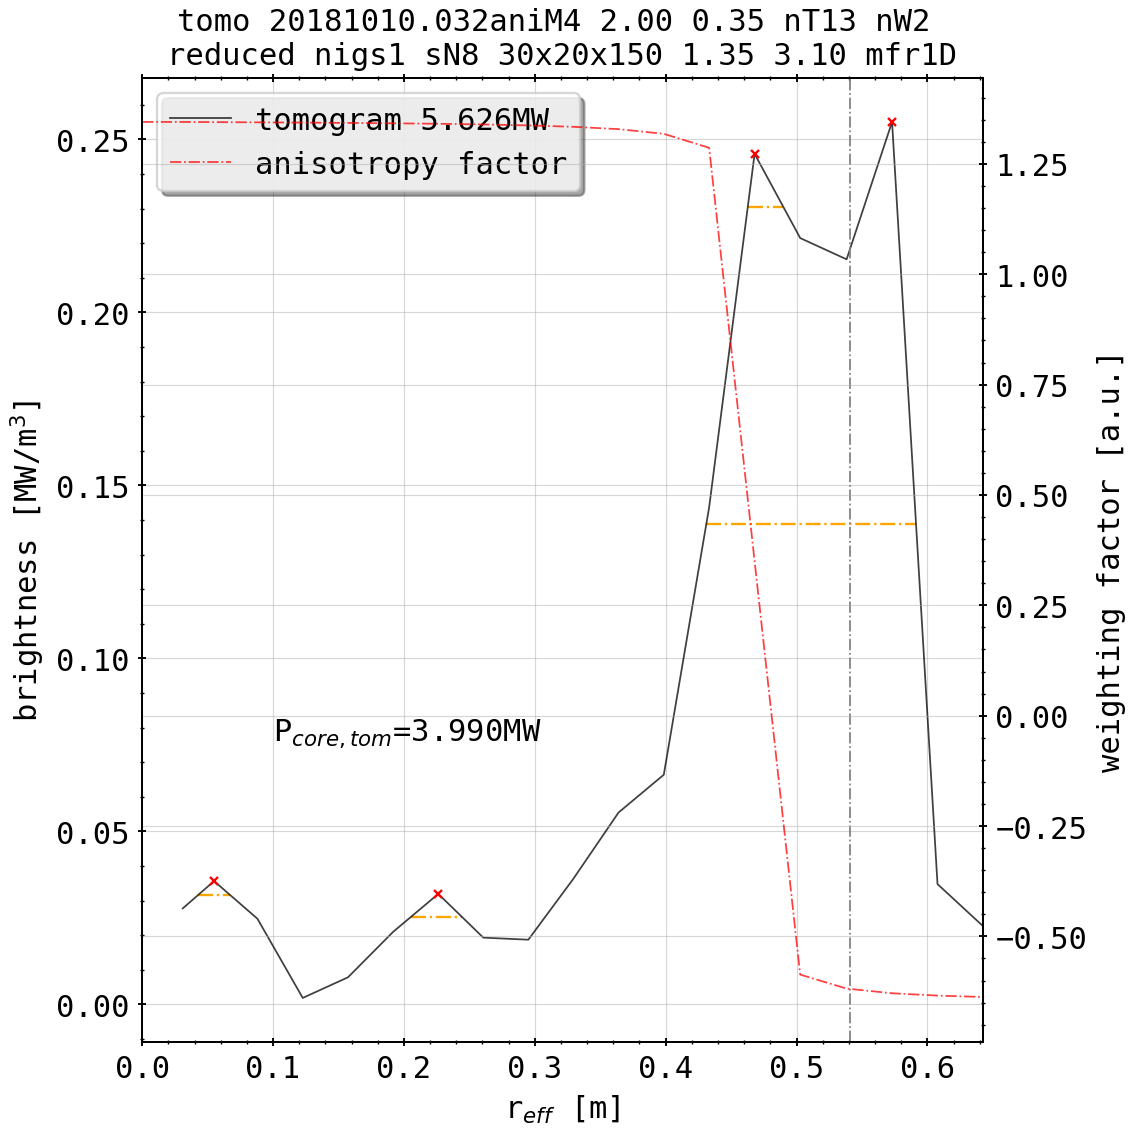 tomo 20181010.032aniM4 2.00 0.35 nT13 nW2
reduced nigs1 sN8 30x20x150 1.35 3.10 mfr1D
tomogram 5.626MW
anisotropy factor
0.25
0.20
0.15
0.10
0.05
0.00
brightness [MW/m³]
1.25
1.00
0.75
0.50
0.25
0.00
−0.25
−0.50
weighting factor [a.u.]
P_core,tom=3.990MW
0.0 0.1 0.2 0.3 0.4 0.5 0.6
r_eff [m]